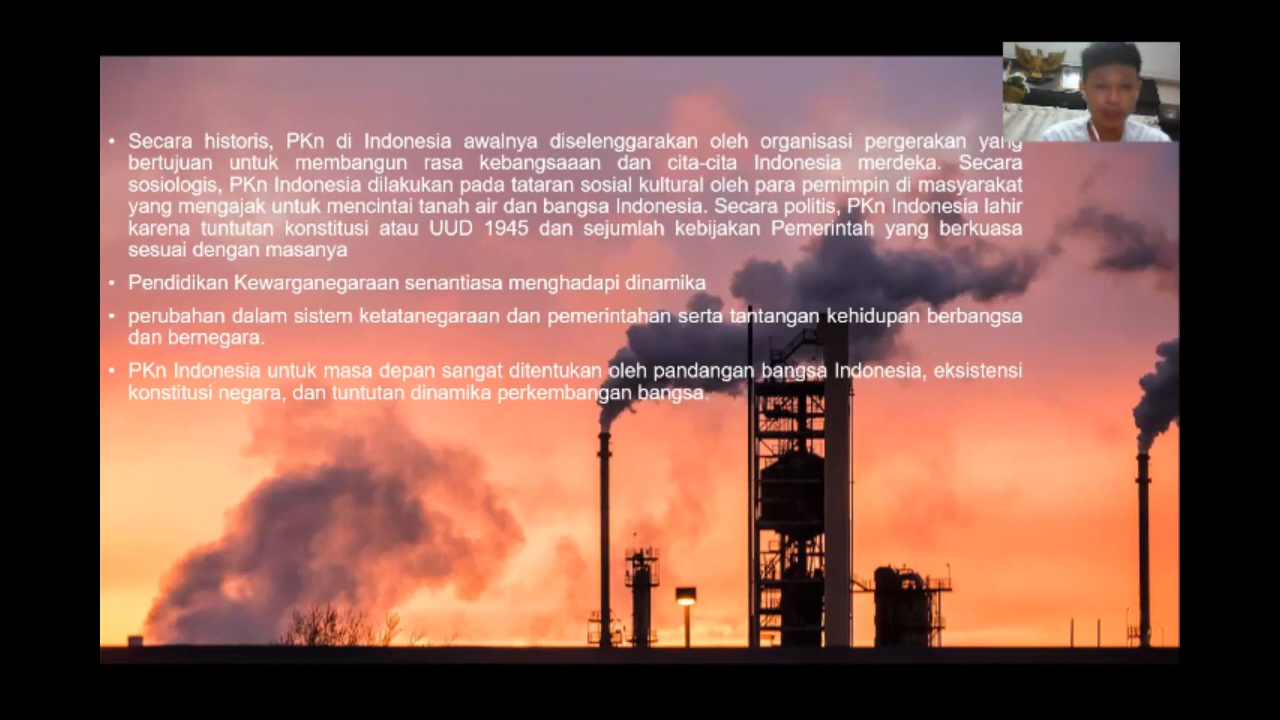 • Secara historis, PKn di Indonesia awalnya diselenggarakan oleh organisasi pergerakan yang
bertujuan untuk membangun rasa kebangsaaan dan cita-cita Indonesia merdeka. Secara
sosiologis, PKn Indonesia dilakukan pada tataran sosial kultural oleh para pemimpin di masyarakat
yang mengajak untuk mencintai tanah air dan bangsa Indonesia. Secara politis, PKn Indonesia lahir
karena tuntutan konstitusi atau UUD 1945 dan sejumlah kebijakan Pemerintah yang berkuasa
sesuai dengan masanya
• Pendidikan Kewarganegaraan senantiasa menghadapi dinamika
• perubahan dalam sistem ketatanegaraan dan pemerintahan serta tantangan kehidupan berbangsa
dan bernegara.
• PKn Indonesia untuk masa depan sangat ditentukan oleh pandangan bangsa Indonesia, eksistensi
konstitusi negara, dan tuntutan dinamika perkembangan bangsa.